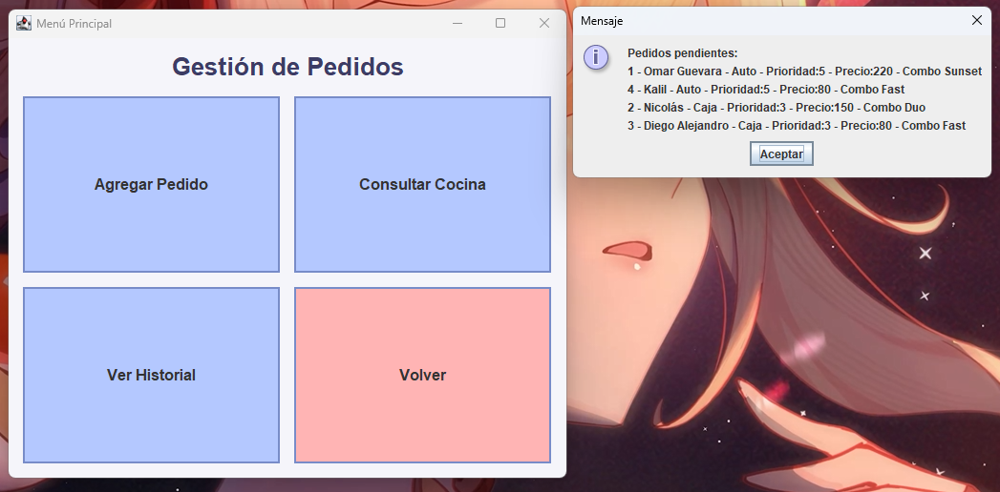 Menú Principal
Gestión de Pedidos
Agregar Pedido
Consultar Cocina
Ver Historial
Volver
Mensaje
Pedidos pendientes:
1 - Omar Guevara - Auto - Prioridad:5 - Precio:220 - Combo Sunset
4 - Kalil - Auto - Prioridad:5 - Precio:80 - Combo Fast
2 - Nicolás - Caja - Prioridad:3 - Precio:150 - Combo Duo
3 - Diego Alejandro - Caja - Prioridad:3 - Precio:80 - Combo Fast
Aceptar